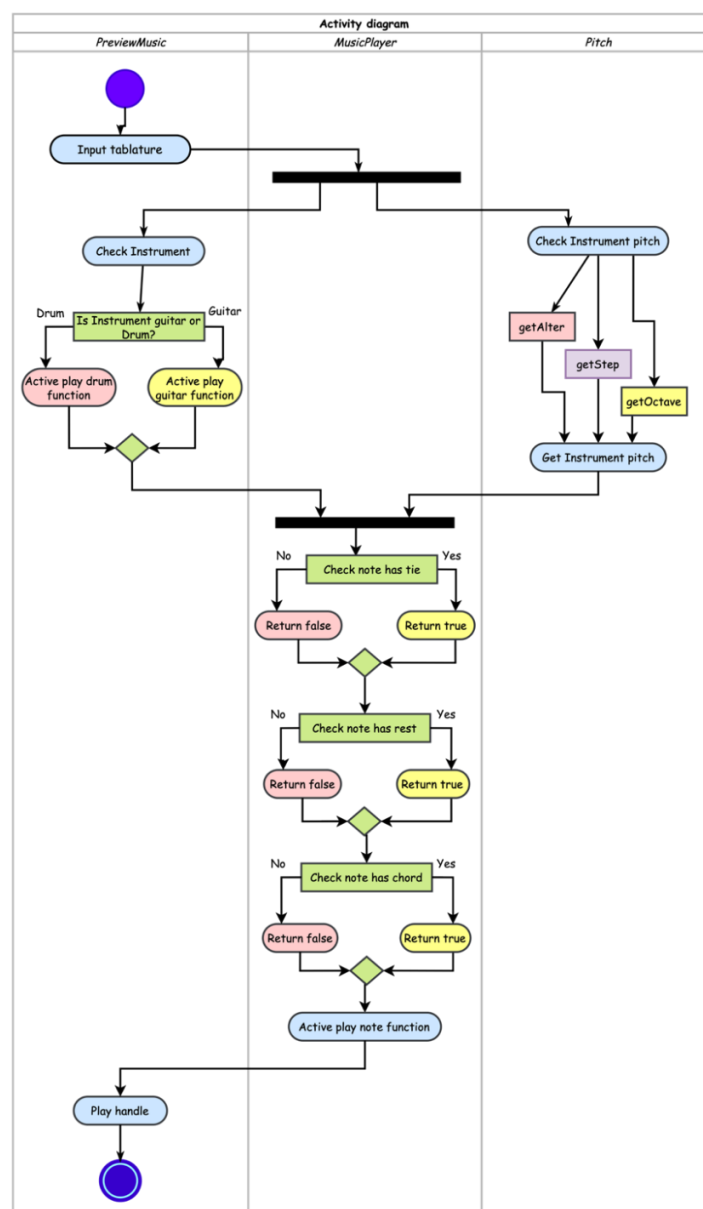 Activity diagram
PreviewMusic
MusicPlayer
Pitch
Input tablature
Check Instrument
Check Instrument pitch
Drum
Guitar
Is Instrument guitar or
Drum?
getAlter
getStep
getOctave
Active play drum
function
Active play
guitar function
Get Instrument pitch
No
Yes
Check note has tie
Return false
Return true
No
Yes
Check note has rest
Return false
Return true
No
Yes
Check note has chord
Return false
Return true
Active play note function
Play handle